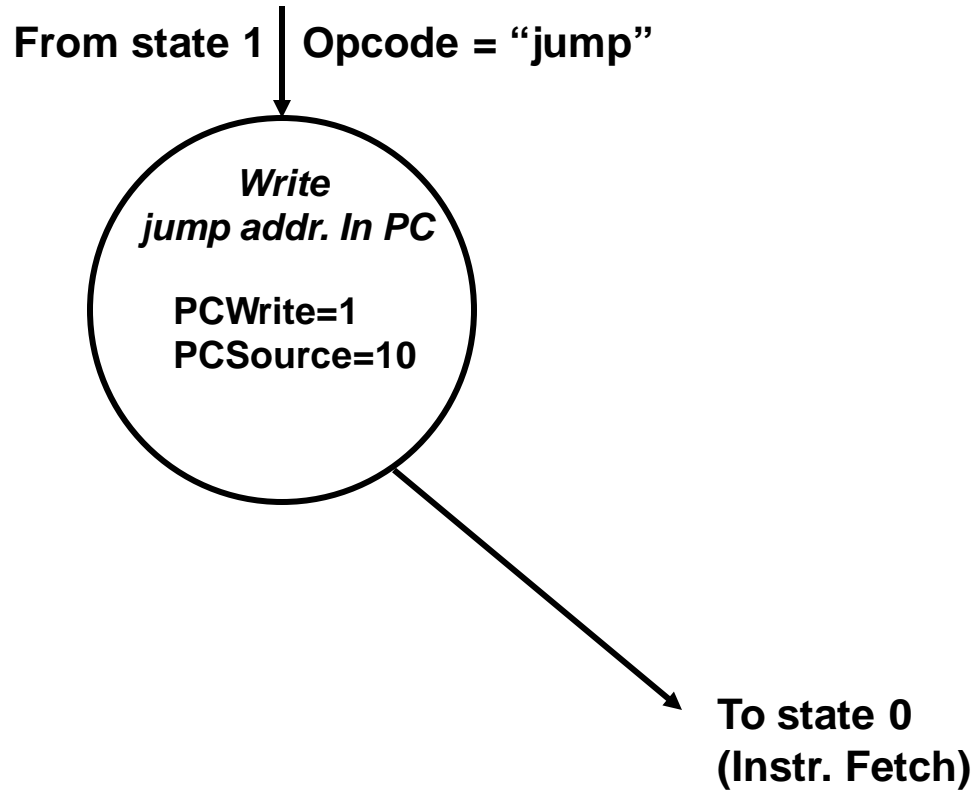 From state 1 Opcode = “jump”
Write
jump addr. In PC
PCWrite=1
PCSource=10
To state 0
(Instr. Fetch)